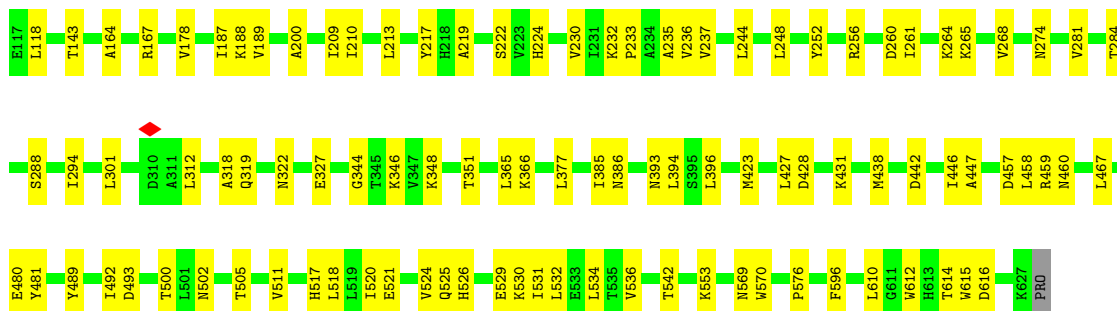 E117 L118 T143 A164 R167 V178 I187 K188 V189 A200 I209 I210 L213 Y217 H218 A219 S222 V223 H224 V230 I231 K232 P233 A234 A235 V236 V237 L244 L248 Y252 R256 D260 I261 K264 K265 V268 N274 V281 T284
S288 I294 L301 D310 A311 L312 A318 Q319 N322 E327 G344 T345 K346 V347 K348 T351 L365 K366 L377 I385 N386 N393 L394 S395 L396 M423 L427 D428 K431 M438 D442 I446 A447 D457 L458 R459 N460 L467
E480 Y481 Y489 I492 D493 T500 L501 N502 T505 V511 H517 L518 L519 I520 E521 V524 Q525 H526 E529 K530 I531 L532 E533 L534 T535 V536 T542 K553 N569 W570 P576 F596 L610 G611 W612 H613 T614 W615 D616 K627 PRO